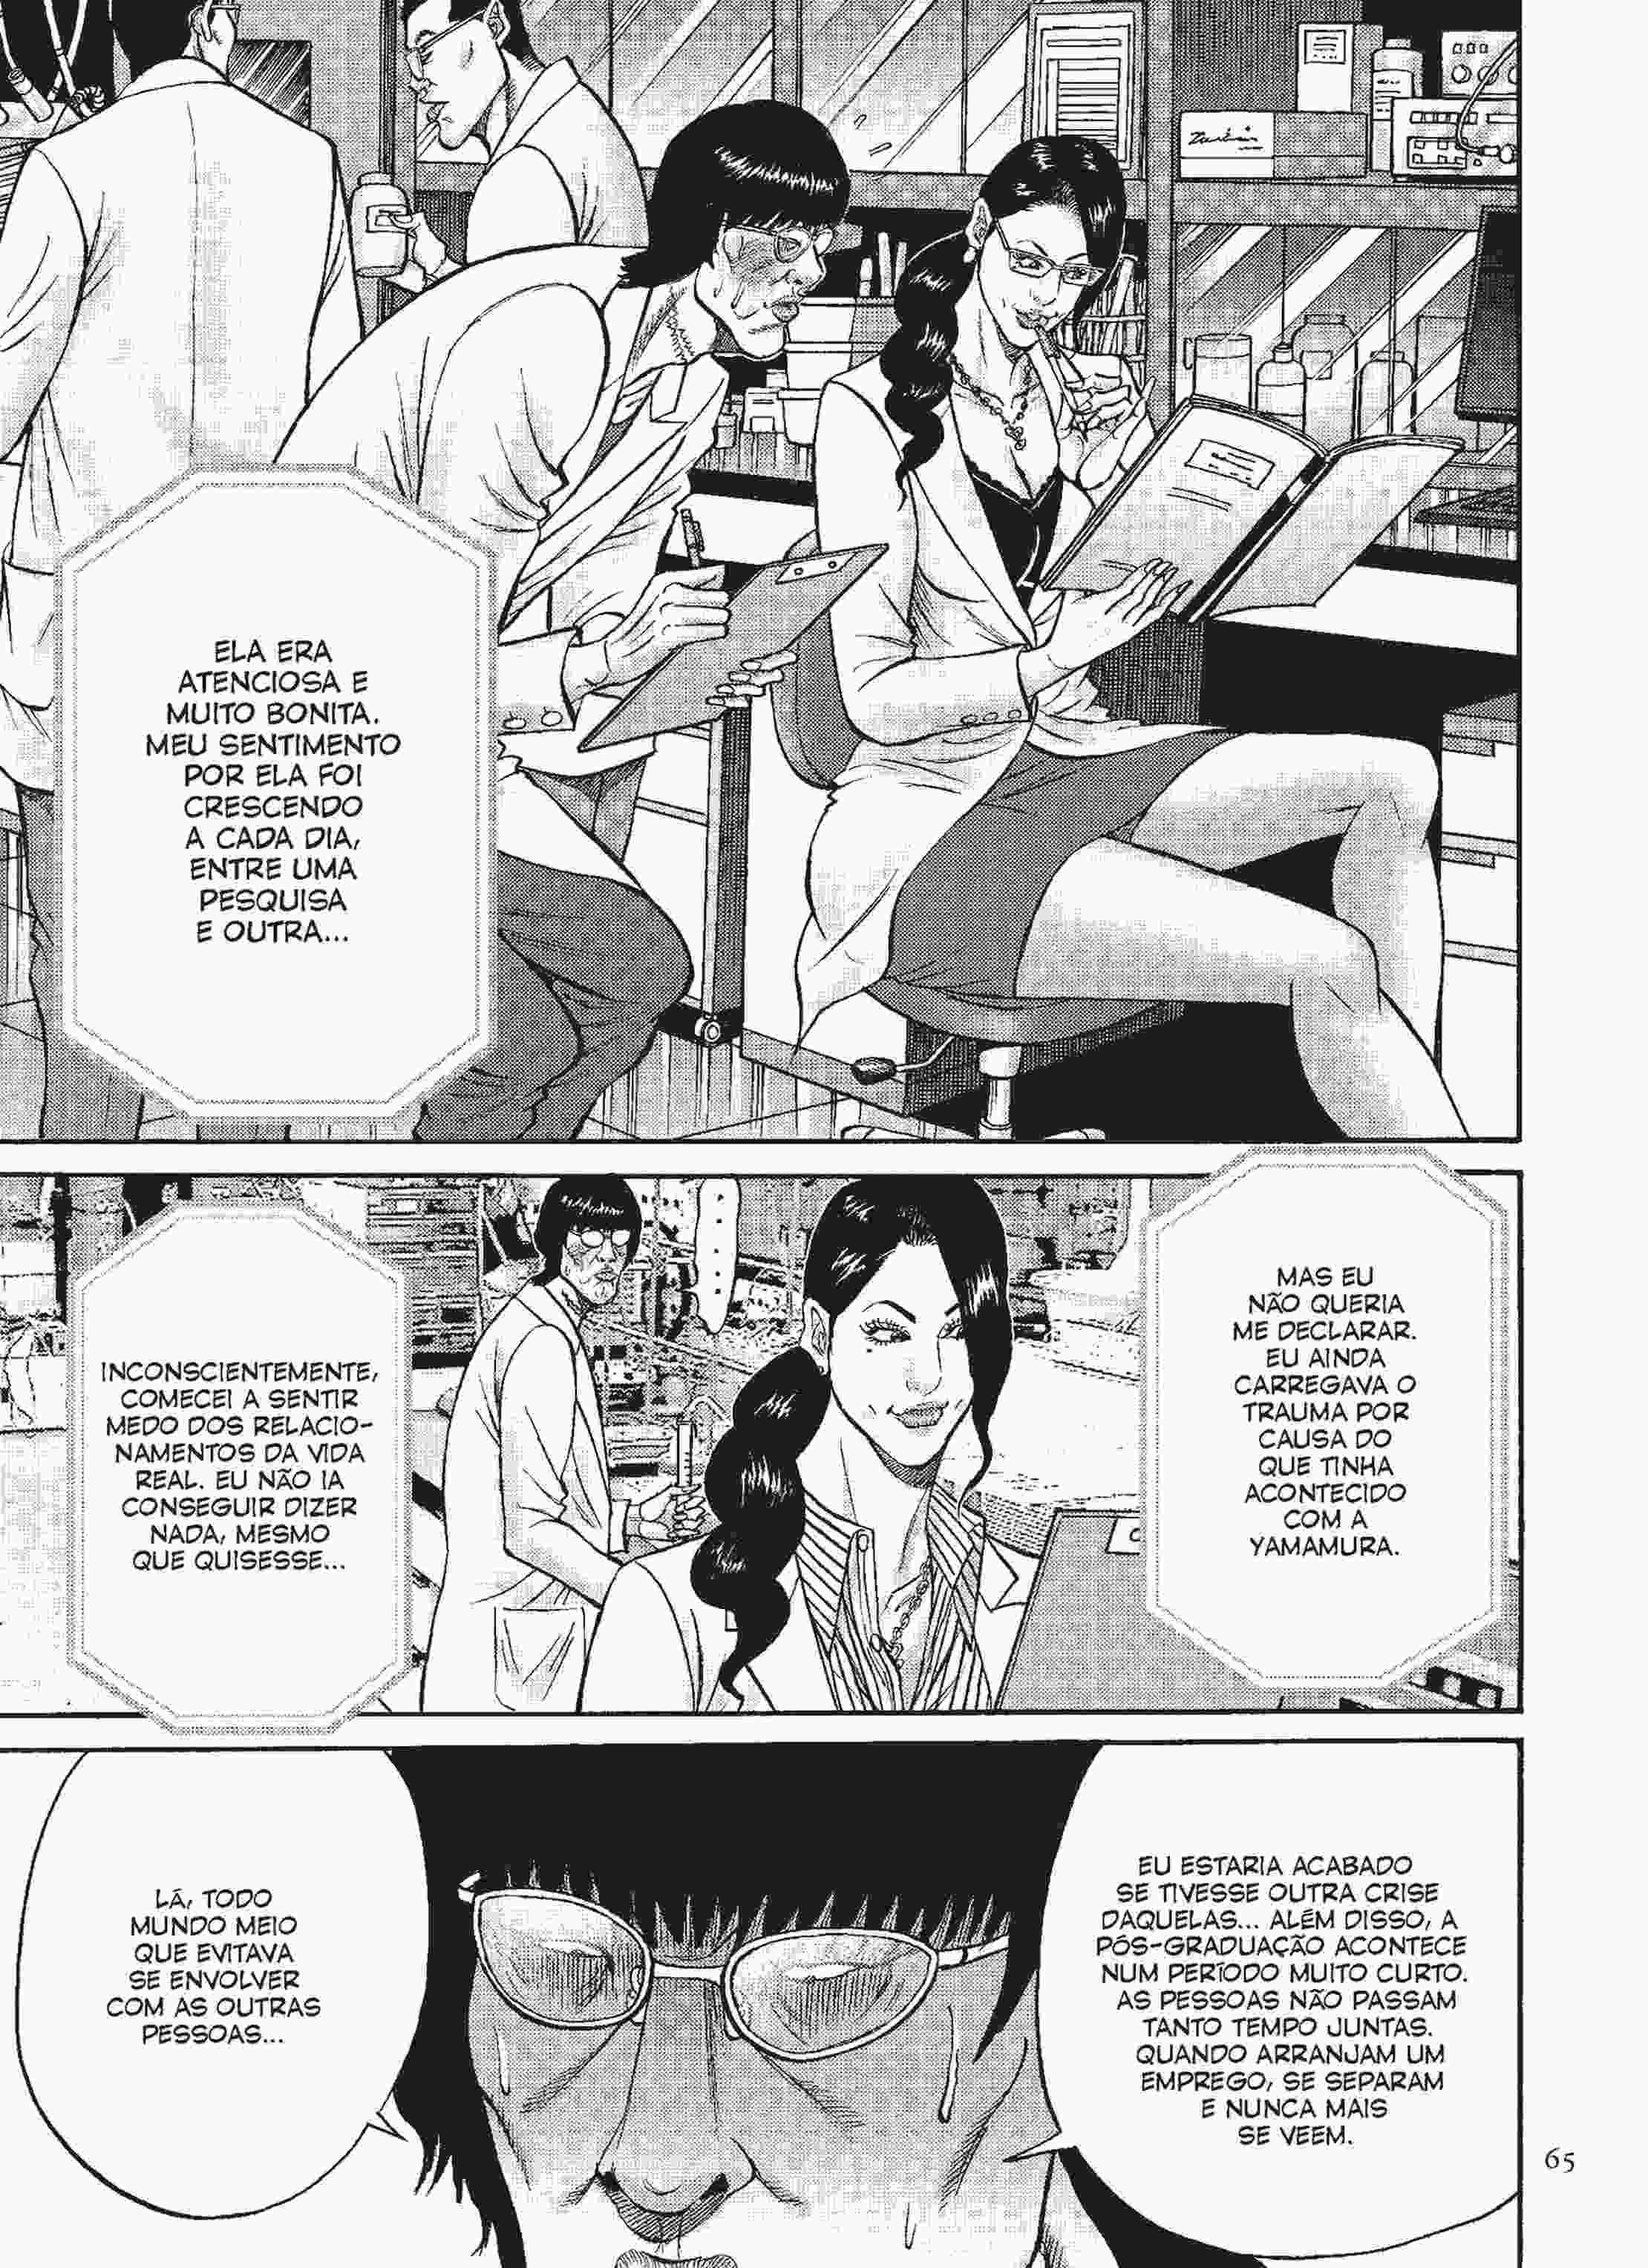 ELA ERA
ATENCIOSA E
MUITO BONITA.
MEU SENTIMENTO
POR ELA FOI
CRESCENDO
A CADA DIA,
ENTRE UMA
PESQUISA
E OUTRA...
MAS EU
NÃO QUERIA
ME DECLARAR.
EU AINDA
CARREGAVA O
TRAUMA POR
CAUSA DO
QUE TINHA
ACONTECIDO
COM A
YAMAMURA.
INCONSCIENTEMENTE,
COMECEI A SENTIR
MEDO DOS RELACIO-
NAMENTOS DA VIDA
REAL. EU NÃO IA
CONSEGUIR DIZER
NADA, MESMO
QUE QUISESSE...
EU ESTARIA ACABADO
SE TIVESSE OUTRA CRISE
DAQUELAS... ALÉM DISSO, A
PÓS-GRADUAÇÃO ACONTECE
NUM PERÍODO MUITO CURTO.
AS PESSOAS NÃO PASSAM
TANTO TEMPO JUNTAS.
QUANDO ARRANJAM UM
EMPREGO, SE SEPARAM
E NUNCA MAIS
SE VEEM.
LÁ, TODO
MUNDO MEIO
QUE EVITAVA
SE ENVOLVER
COM AS OUTRAS
PESSOAS...
65